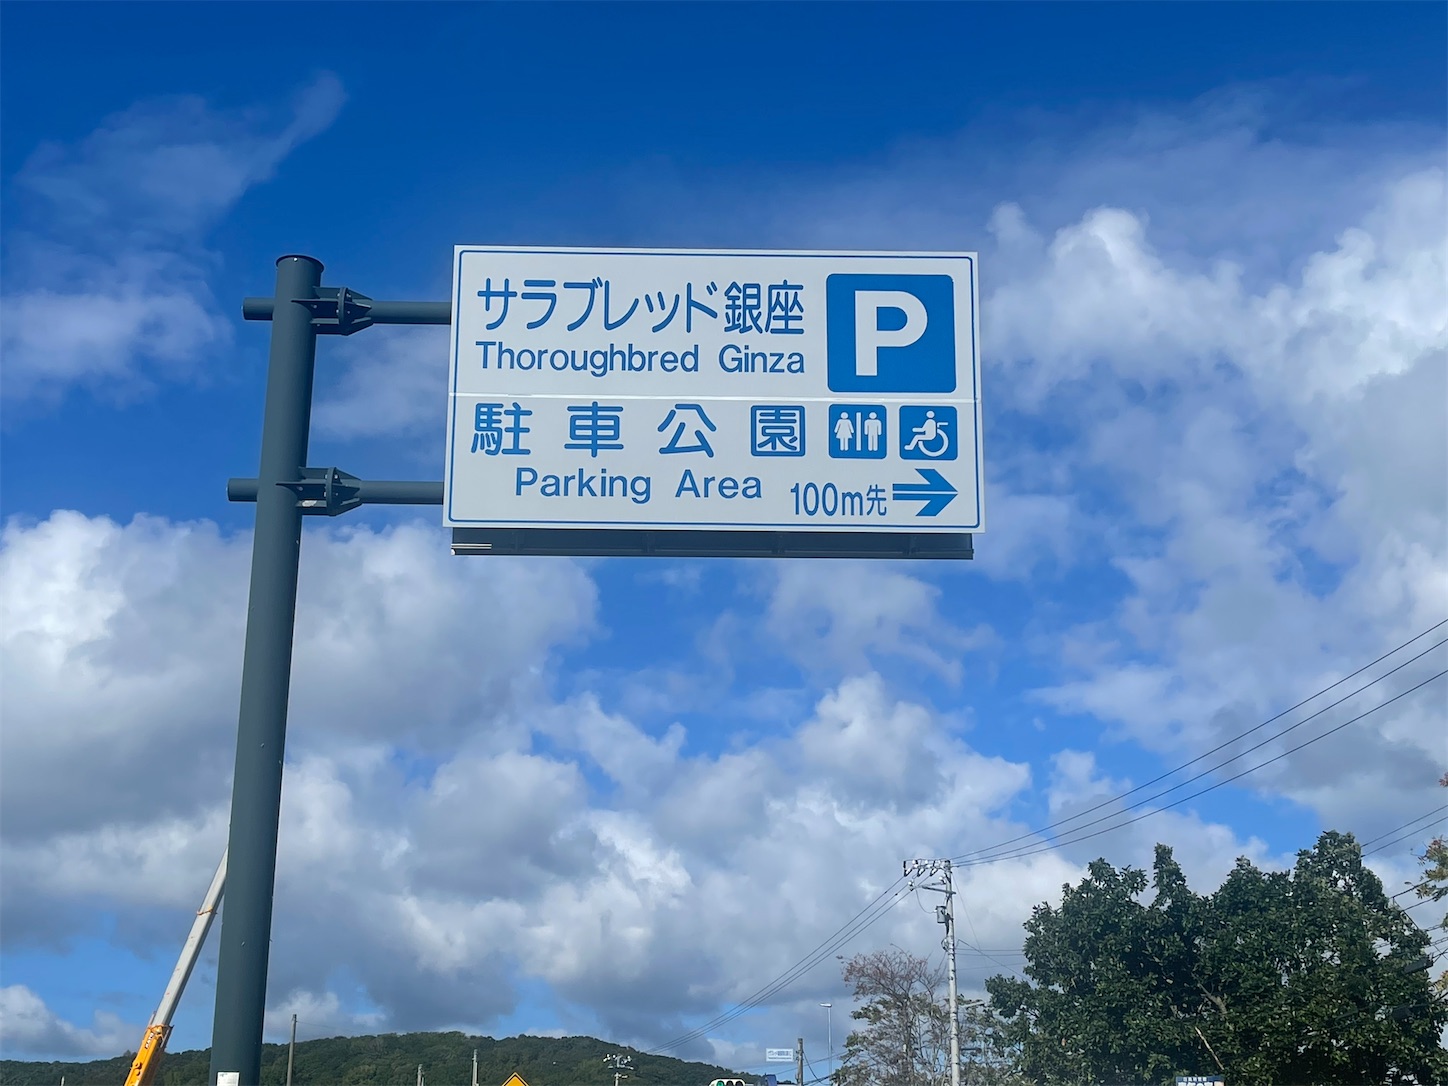 サラブレッド銀座
Thoroughbred Ginza
P
駐車公園
Parking Area
100m先